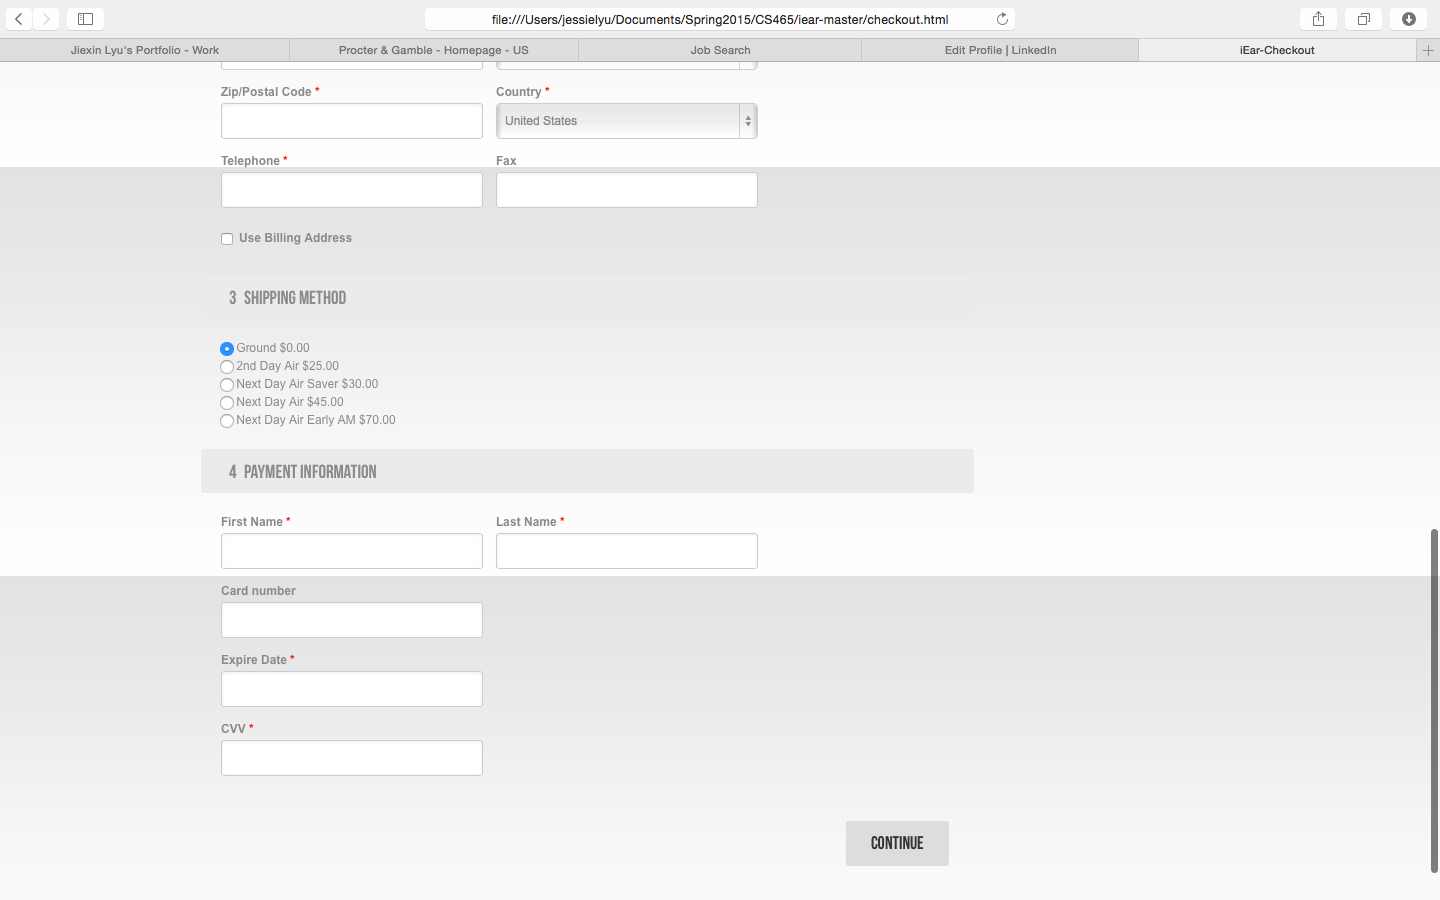 file:///Users/jessielyu/Documents/Spring2015/CS465/iear-master/checkout.html
Jiexin Lyu's Portfolio - Work
Procter & Gamble - Homepage - US
Job Search
Edit Profile | LinkedIn
iEar-Checkout
Zip/Postal Code *
Country *
United States
Telephone *
Fax
Use Billing Address
3 SHIPPING METHOD
Ground $0.00
2nd Day Air $25.00
Next Day Air Saver $30.00
Next Day Air $45.00
Next Day Air Early AM $70.00
4 PAYMENT INFORMATION
First Name *
Last Name *
Card number
Expire Date *
CVV *
CONTINUE